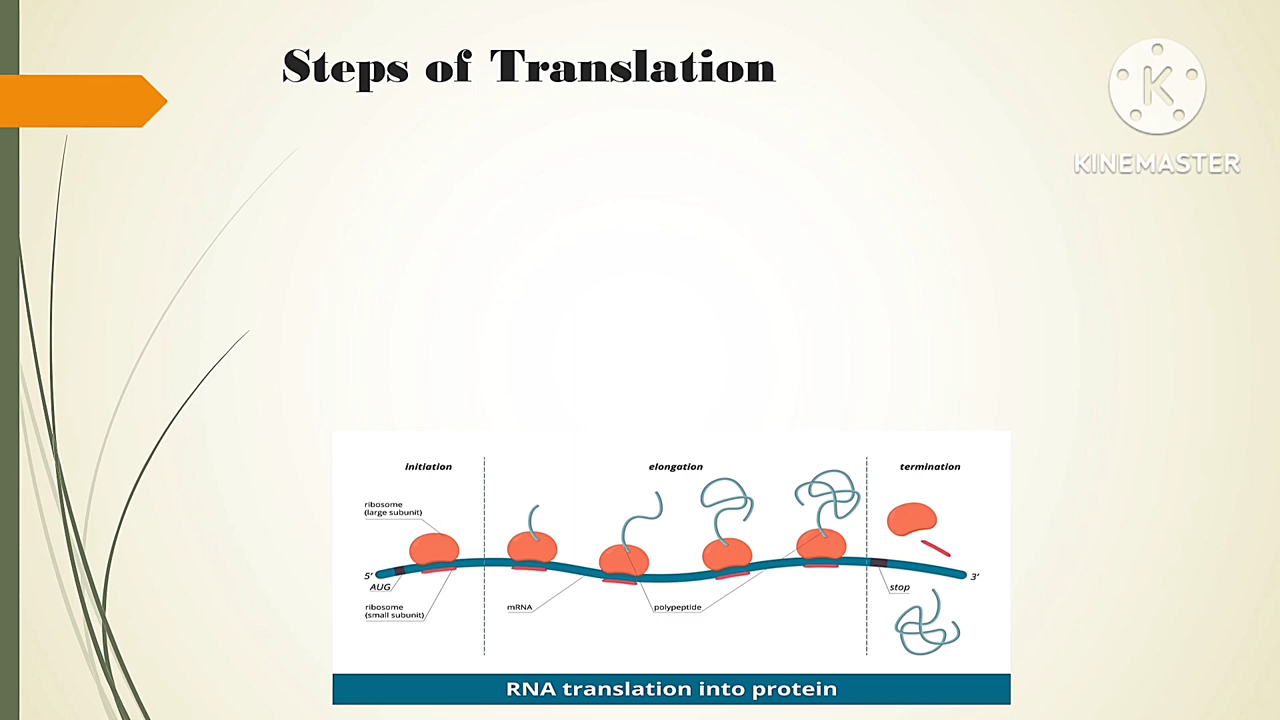 Steps of Translation
K
KINEMASTER
initiation
elongation
termination
ribosome
(large subunit)
5'
AUG
3'
stop
ribosome
(small subunit)
mRNA
polypeptide
RNA translation into protein